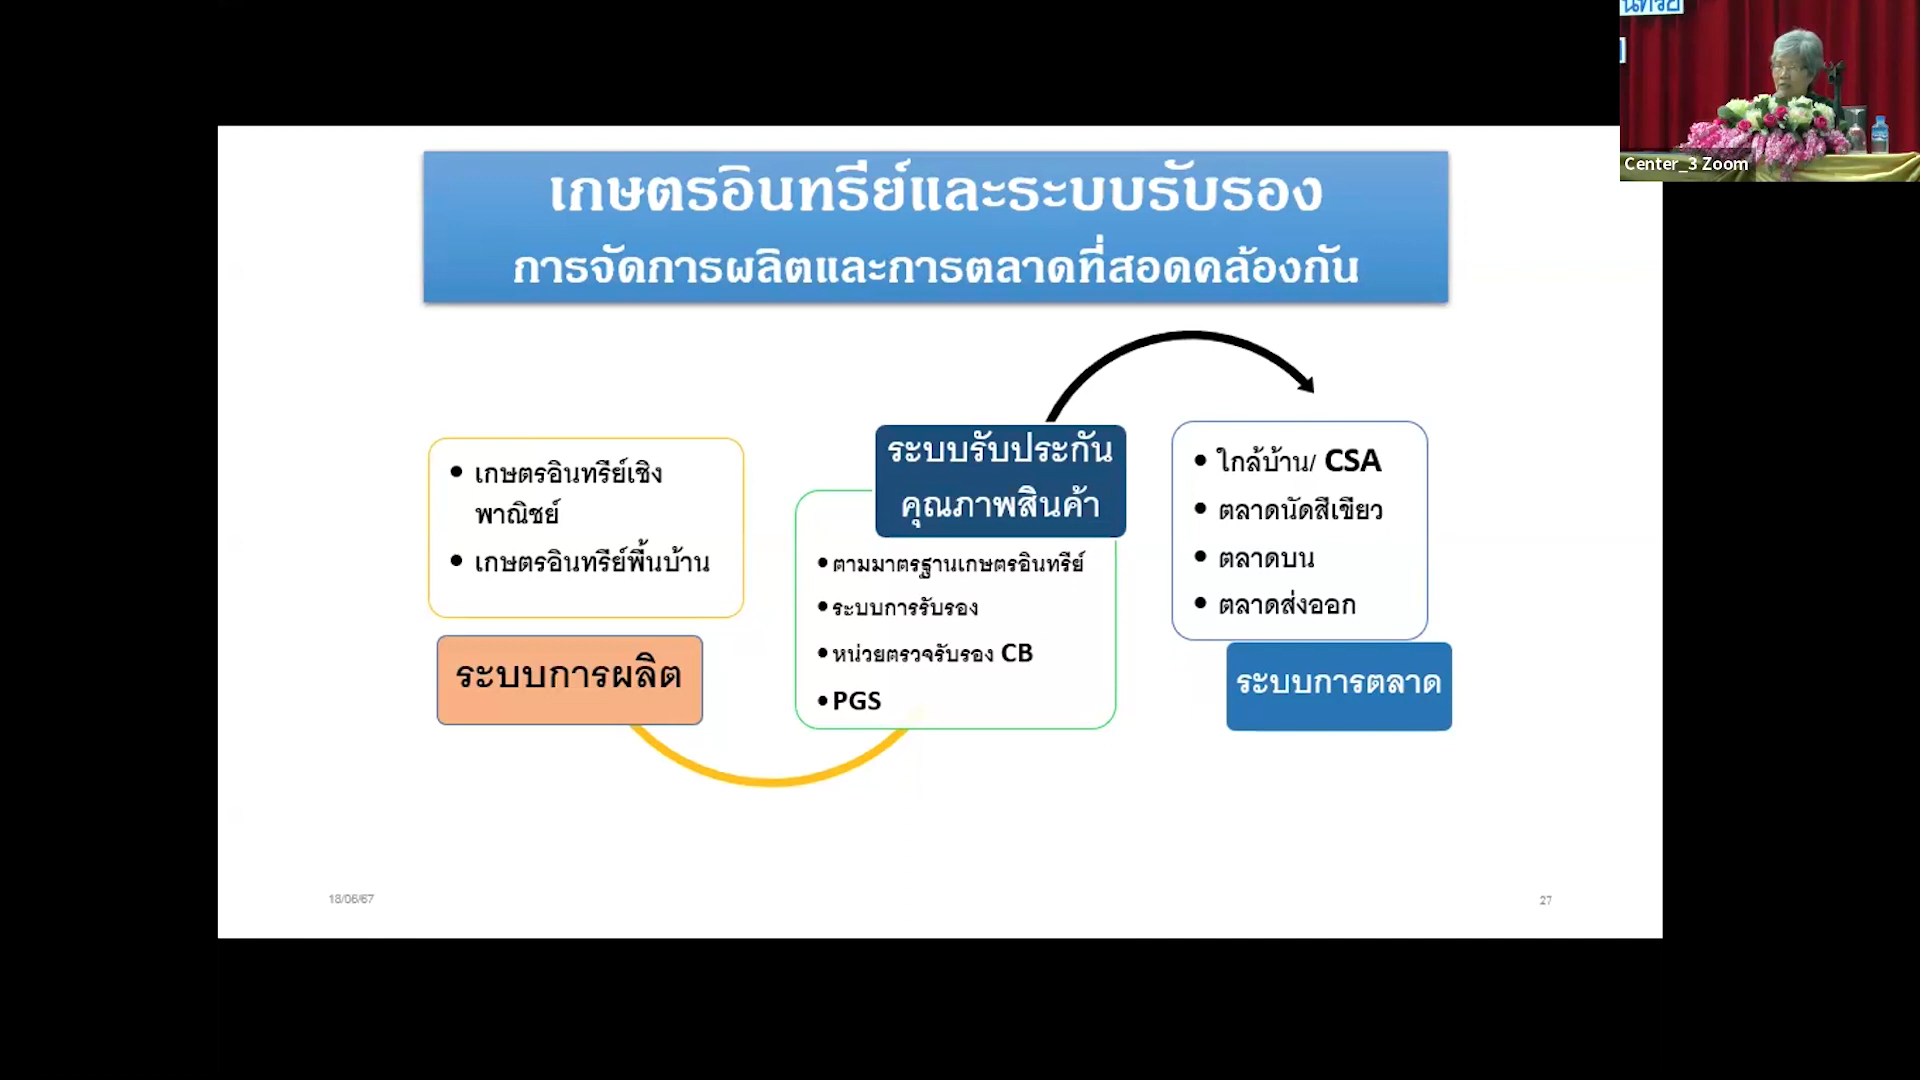 นทรีย์
Center_3 Zoom
เกษตรอินทรีย์และระบบรับรอง
การจัดการผลิตและการตลาดที่สอดคล้องกัน
• เกษตรอินทรีย์เชิง
พาณิชย์
• เกษตรอินทรีย์พื้นบ้าน
ระบบการผลิต
ระบบรับประกัน
คุณภาพสินค้า
• ตามมาตรฐานเกษตรอินทรีย์
• ระบบการรับรอง
• หน่วยตรวจรับรอง CB
• PGS
• ใกล้บ้าน/ CSA
• ตลาดนัดสีเขียว
• ตลาดบน
• ตลาดส่งออก
ระบบการตลาด
18/06/67
27